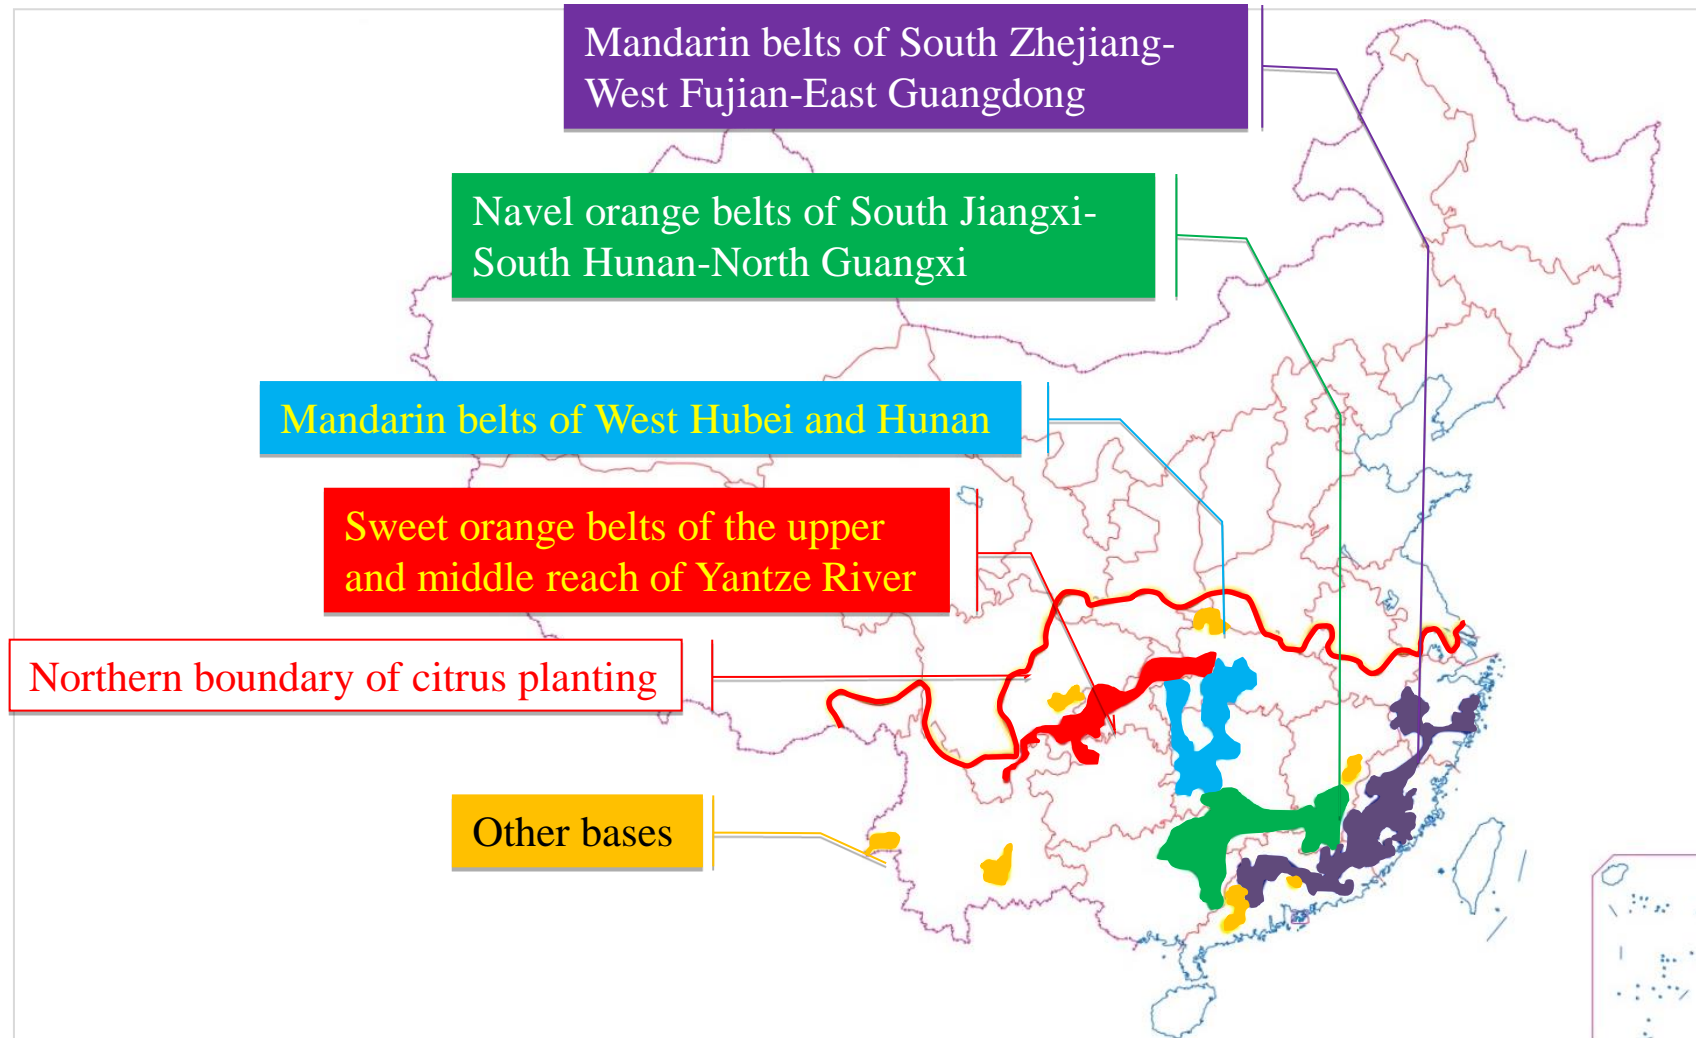 Mandarin belts of South Zhejiang-
West Fujian-East Guangdong
Navel orange belts of South Jiangxi-
South Hunan-North Guangxi
Mandarin belts of West Hubei and Hunan
Sweet orange belts of the upper
and middle reach of Yantze River
Northern boundary of citrus planting
Other bases